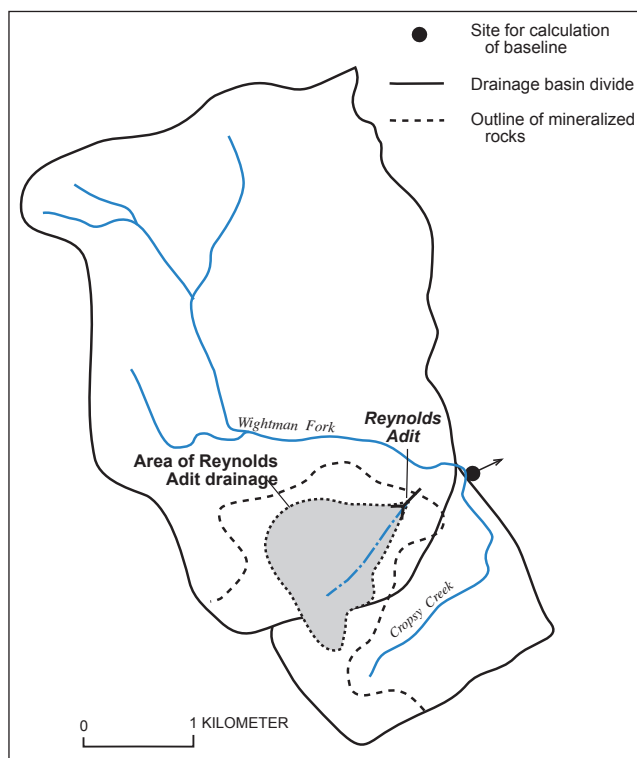 Site for calculation
of baseline
Drainage basin divide
Outline of mineralized
rocks
Wightman Fork
Reynolds
Adit
Area of Reynolds
Adit drainage
Cropsy Creek
0
1 KILOMETER